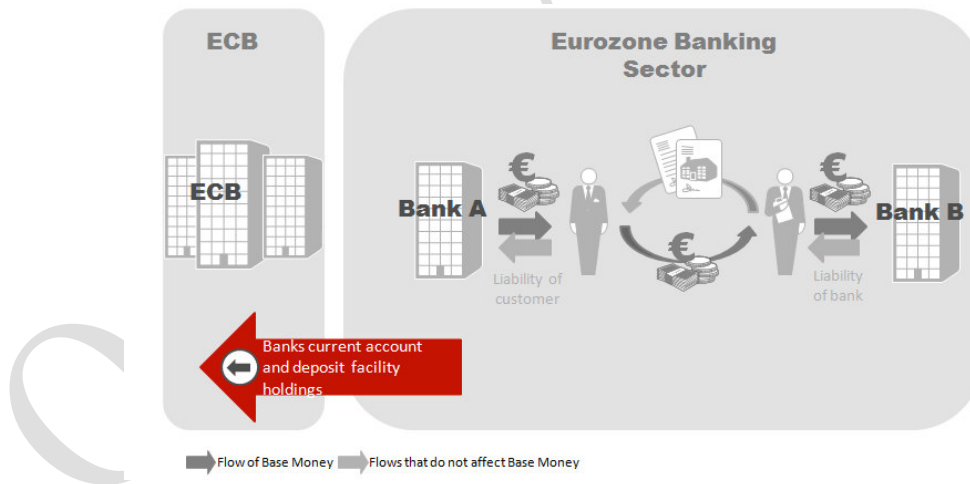 ECB
Eurozone Banking
Sector
€
€
ECB
Bank A
Bank B
€
Liability of
customer
Liability
of bank
Banks current account
and deposit facility
holdings
Flow of Base Money
Flows that do not affect Base Money